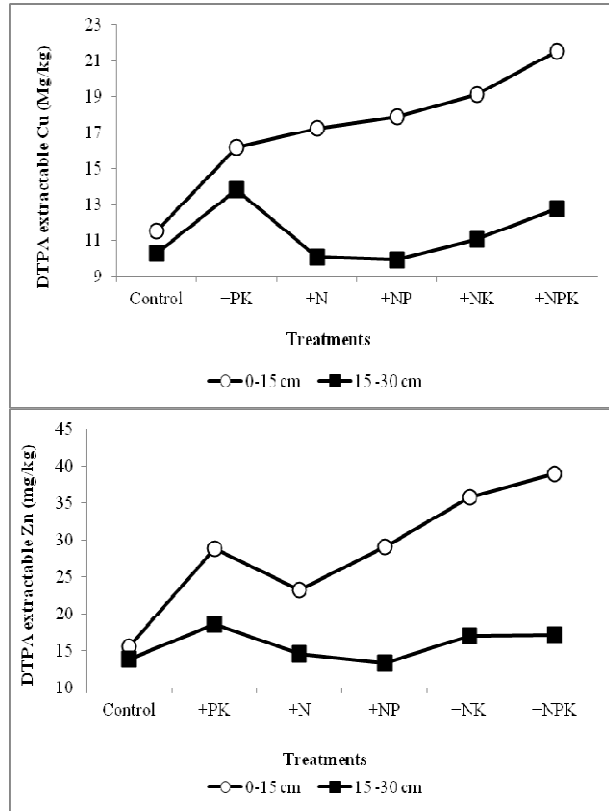 DTPA extractable Cu (Mg/kg)
23
21
19
17
15
13
11
9
Control +PK +N +NP +NK +NPK
Treatments
0-15 cm 15-30 cm
DTPA extractable Zn (mg/kg)
45
40
35
30
25
20
15
10
Control +PK +N +NP +NK +NPK
Treatments
0-15 cm 15-30 cm